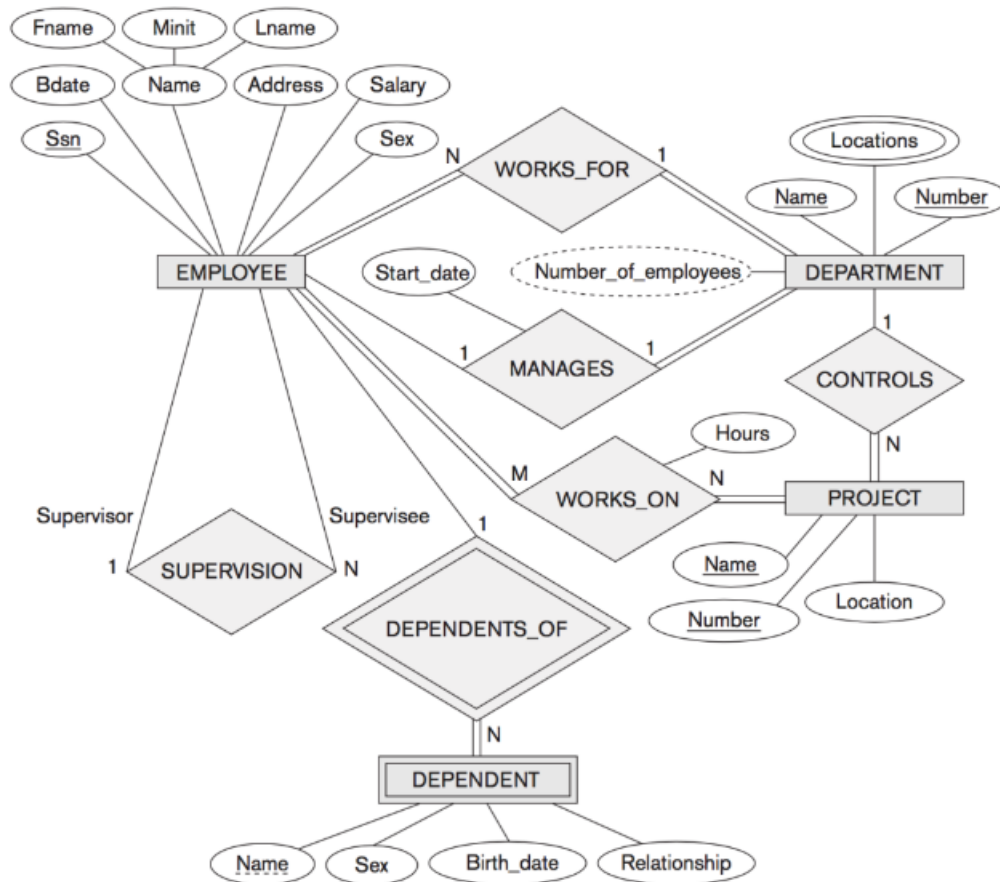 Fname
Minit
Lname
Bdate
Name
Address
Salary
Ssn
Sex
N
WORKS_FOR
1
Locations
Name
Number
EMPLOYEE
Start_date
Number_of_employees
DEPARTMENT
1
MANAGES
1
1
CONTROLS
N
Hours
M
WORKS_ON
N
PROJECT
Supervisor
Supervisee
1
1
SUPERVISION
N
Name
Number
Location
DEPENDENTS_OF
N
DEPENDENT
Name
Sex
Birth_date
Relationship